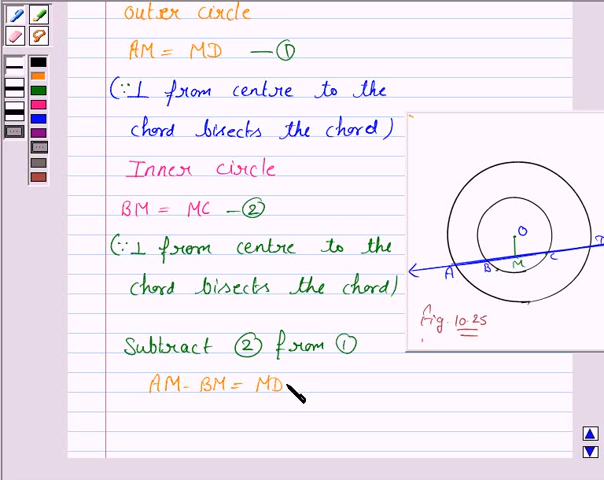 outer circle
AM = MD — ①
(∵ ⊥ from centre to the
chord bisects the chord)
Inner circle
BM = MC — ②
(∵ ⊥ from centre to the
chord bisects the chord)
Subtract ② from ①
AM - BM = MD
O
A
B
M
C
D
Fig. 10.25